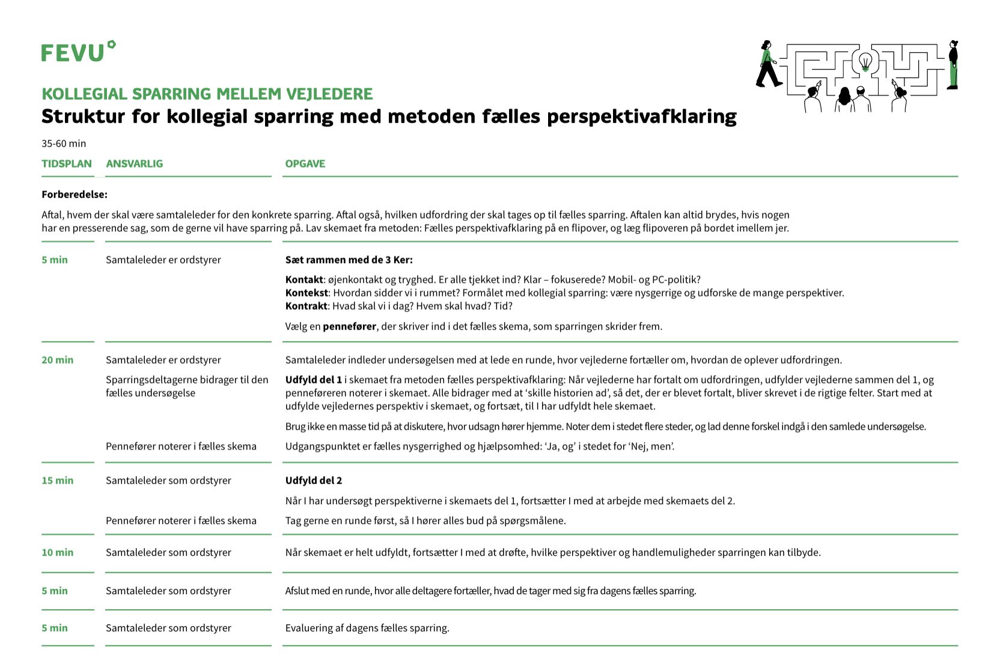 FEVU
KOLLEGIAL SPARRING MELLEM VEJLEDERE
Struktur for kollegial sparring med metoden fælles perspektivafklaring
35-60 min
TIDSPLAN ANSVARLIG OPGAVE
Forberedelse:
Aftal, hvem der skal være samtaleleder for den konkrete sparring. Aftal også, hvilken udfordring der skal tages op til fælles sparring. Aftalen kan altid brydes, hvis nogen
har en presserende sag, som de gerne vil have sparring på. Lav skemaet fra metoden: Fælles perspektivafklaring på en flipover, og læg flipoveren på bordet imellem jer.
5 min Samtaleleder er ordstyrer Sæt rammen med de 3 Ker:
Kontakt: øjenkontakt og tryghed. Er alle tjekket ind? Klar – fokuserede? Mobil- og PC-politik?
Kontekst: Hvordan sidder vi i rummet? Formålet med kollegial sparring: være nysgerrige og udforske de mange perspektiver.
Kontrakt: Hvad skal vi i dag? Hvem skal hvad? Tid?
Vælg en pennefører, der skriver ind i det fælles skema, som sparringen skrider frem.
20 min Samtaleleder er ordstyrer Samtaleleder indleder undersøgelsen med at lede en runde, hvor vejlederne fortæller om, hvordan de oplever udfordringen.
Sparringsdeltagerne bidrager til den Udfyld del 1 i skemaet fra metoden fælles perspektivafklaring: Når vejlederne har fortalt om udfordringen, udfylder vejlederne sammen del 1, og
fælles undersøgelse penneføreren noterer i skemaet. Alle bidrager med at ‘skille historien ad’, så det, der er blevet fortalt, bliver skrevet i de rigtige felter. Start med at
udfylde vejledernes perspektiv i skemaet, og fortsæt, til I har udfyldt hele skemaet.
Brug ikke en masse tid på at diskutere, hvor udsagn hører hjemme. Noter dem i stedet flere steder, og lad denne forskel indgå i den samlede undersøgelse.
Pennefører noterer i fælles skema Udgangspunktet er fælles nysgerrighed og hjælpsomhed: ‘Ja, og’ i stedet for ‘Nej, men’.
15 min Samtaleleder som ordstyrer Udfyld del 2
Når I har undersøgt perspektiverne i skemaets del 1, fortsætter I med at arbejde med skemaets del 2.
Pennefører noterer i fælles skema Tag gerne en runde først, så I hører alles bud på spørgsmålene.
10 min Samtaleleder som ordstyrer Når skemaet er helt udfyldt, fortsætter I med at drøfte, hvilke perspektiver og handlemuligheder sparringen kan tilbyde.
5 min Samtaleleder som ordstyrer Afslut med en runde, hvor alle deltagere fortæller, hvad de tager med sig fra dagens fælles sparring.
5 min Samtaleleder som ordstyrer Evaluering af dagens fælles sparring.